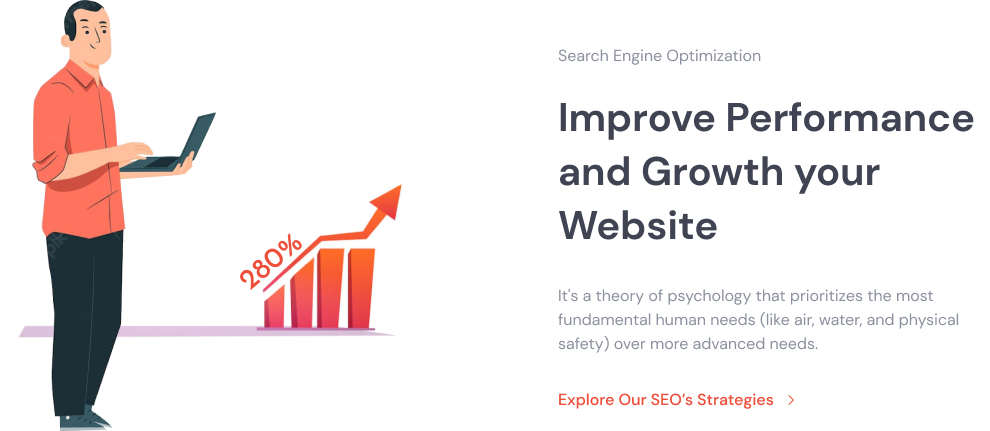 Search Engine Optimization
Improve Performance
and Growth your
Website
280%
It's a theory of psychology that prioritizes the most
fundamental human needs (like air, water, and physical
safety) over more advanced needs.
Explore Our SEO’s Strategies